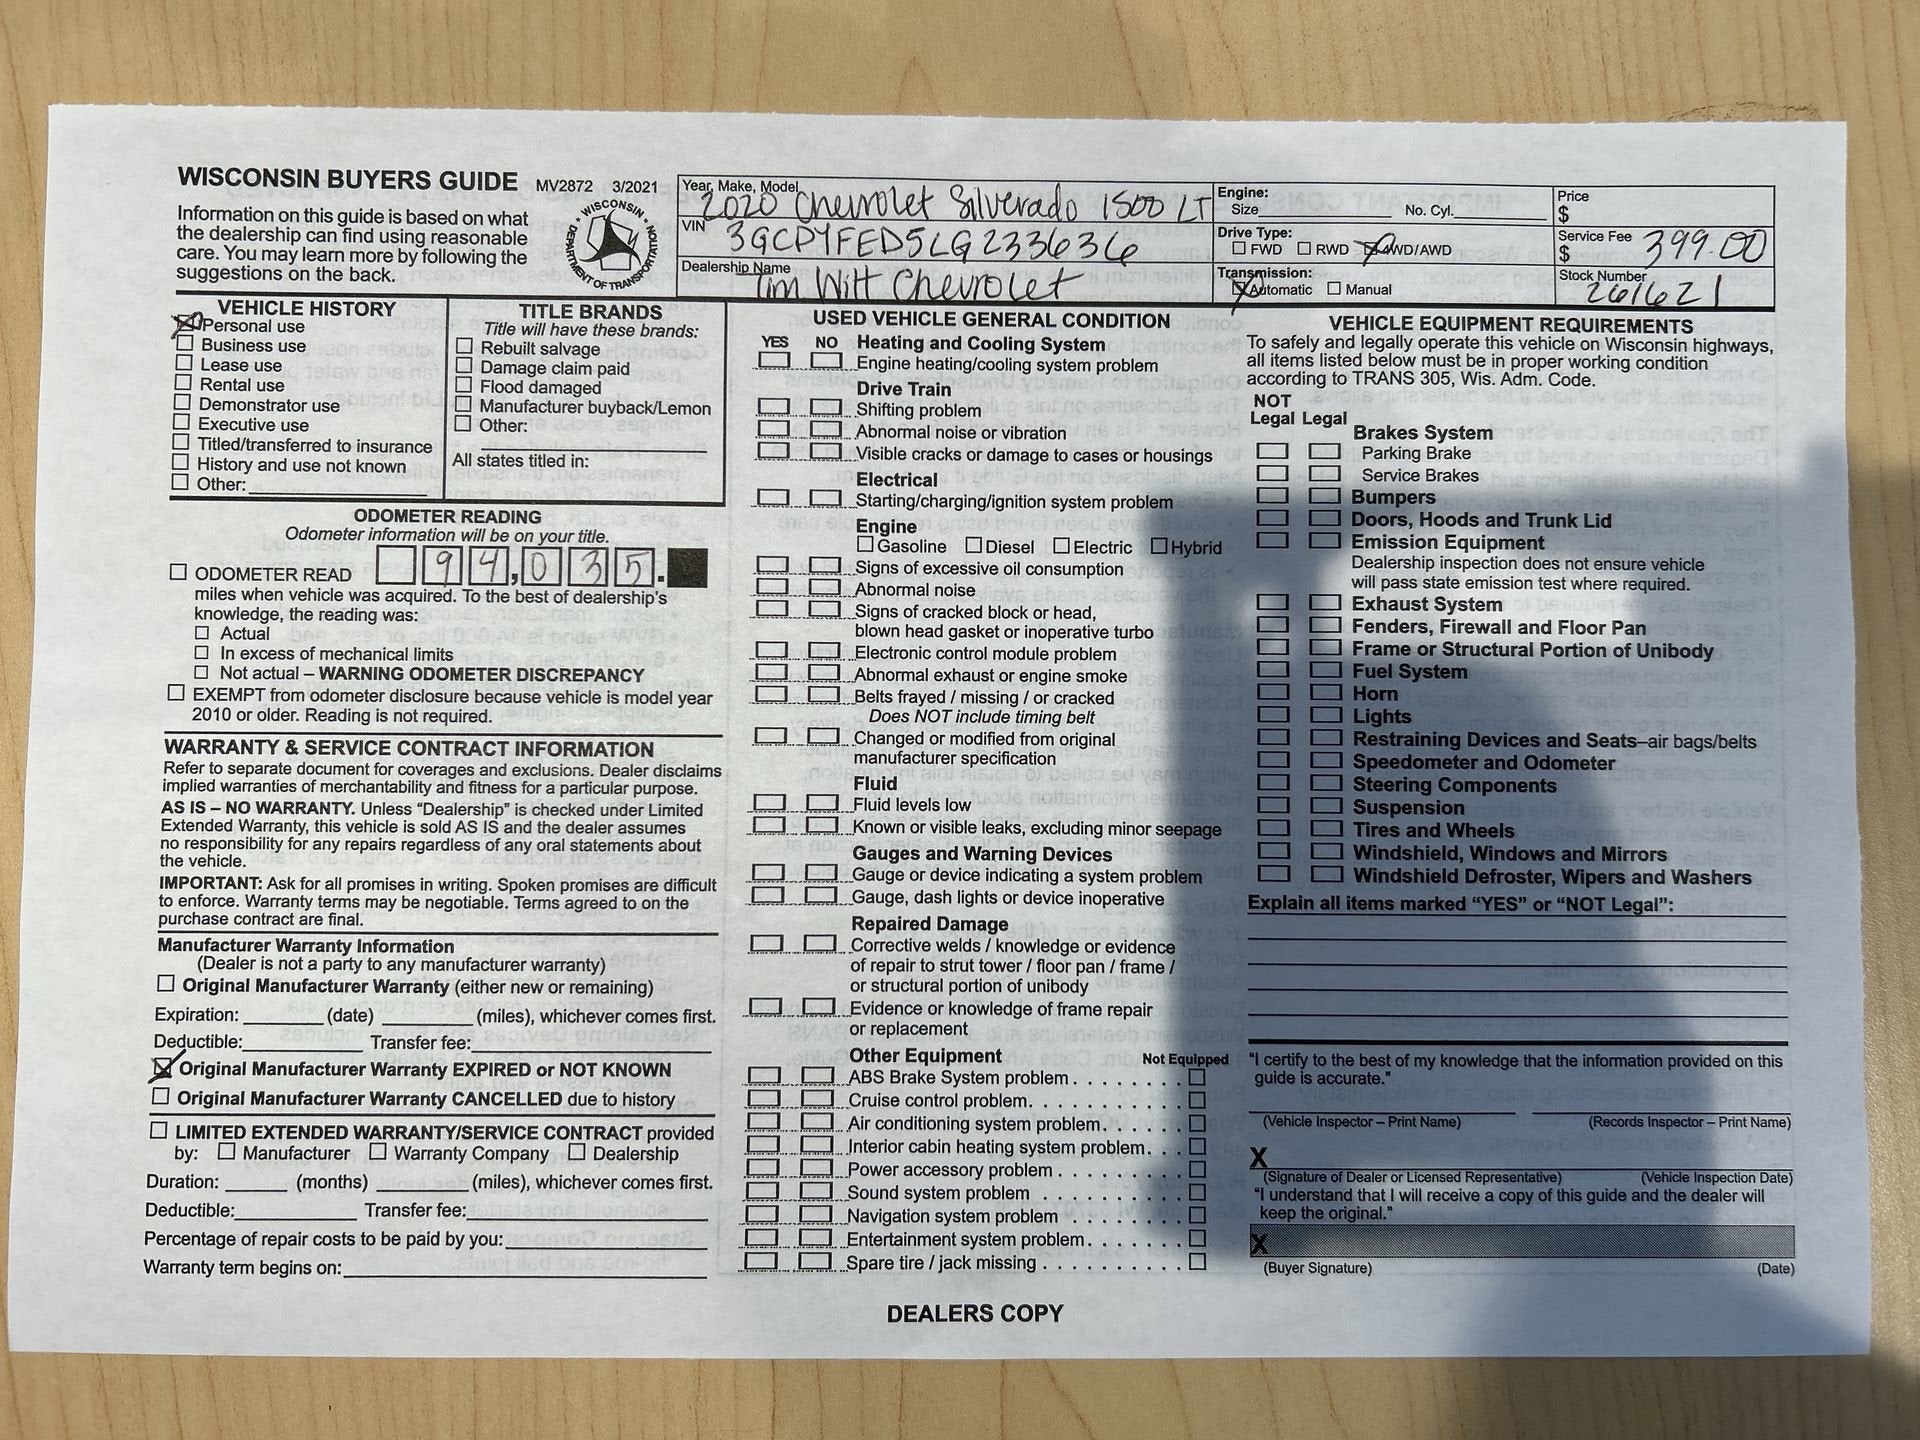 WISCONSIN BUYERS GUIDE MV2872 3/2021
Information on this guide is based on what
the dealership can find using reasonable
care. You may learn more by following the
suggestions on the back.
WISCONSIN DEPARTMENT OF TRANSPORTATION
Year, Make, Model 2020 Chevrolet Silverado 1500 LT
VIN 3GCPYFED5LG233636
Dealership Name Tim Witt Chevrolet
Engine:
Size No. Cyl.
Drive Type:
FWD RWD 4WD/AWD
Transmission:
Automatic Manual
Price
$
Service Fee
$ 399.00
Stock Number
261621
VEHICLE HISTORY
Personal use
Business use
Lease use
Rental use
Demonstrator use
Executive use
Titled/transferred to insurance
History and use not known
Other:
TITLE BRANDS
Title will have these brands:
Rebuilt salvage
Damage claim paid
Flood damaged
Manufacturer buyback/Lemon
Other:
All states titled in:
ODOMETER READING
Odometer information will be on your title.
ODOMETER READ 94,035.
miles when vehicle was acquired. To the best of dealership's
knowledge, the reading was:
Actual
In excess of mechanical limits
Not actual – WARNING ODOMETER DISCREPANCY
EXEMPT from odometer disclosure because vehicle is model year
2010 or older. Reading is not required.
WARRANTY & SERVICE CONTRACT INFORMATION
Refer to separate document for coverages and exclusions. Dealer disclaims
implied warranties of merchantability and fitness for a particular purpose.
AS IS – NO WARRANTY. Unless "Dealership" is checked under Limited
Extended Warranty, this vehicle is sold AS IS and the dealer assumes
no responsibility for any repairs regardless of any oral statements about
the vehicle.
IMPORTANT: Ask for all promises in writing. Spoken promises are difficult
to enforce. Warranty terms may be negotiable. Terms agreed to on the
purchase contract are final.
Manufacturer Warranty Information
(Dealer is not a party to any manufacturer warranty)
Original Manufacturer Warranty (either new or remaining)
Expiration: (date) (miles), whichever comes first.
Deductible: Transfer fee:
Original Manufacturer Warranty EXPIRED or NOT KNOWN
Original Manufacturer Warranty CANCELLED due to history
LIMITED EXTENDED WARRANTY/SERVICE CONTRACT provided
by: Manufacturer Warranty Company Dealership
Duration: (months) (miles), whichever comes first.
Deductible: Transfer fee:
Percentage of repair costs to be paid by you:
Warranty term begins on:
USED VEHICLE GENERAL CONDITION
YES NO Heating and Cooling System
Engine heating/cooling system problem
Drive Train
Shifting problem
Abnormal noise or vibration
Visible cracks or damage to cases or housings
Electrical
Starting/charging/ignition system problem
Engine
Gasoline Diesel Electric Hybrid
Signs of excessive oil consumption
Abnormal noise
Signs of cracked block or head,
blown head gasket or inoperative turbo
Electronic control module problem
Abnormal exhaust or engine smoke
Belts frayed / missing / or cracked
Does NOT include timing belt
Changed or modified from original
manufacturer specification
Fluid
Fluid levels low
Known or visible leaks, excluding minor seepage
Gauges and Warning Devices
Gauge or device indicating a system problem
Gauge, dash lights or device inoperative
Repaired Damage
Corrective welds / knowledge or evidence
of repair to strut tower / floor pan / frame /
or structural portion of unibody
Evidence or knowledge of frame repair
or replacement
Other Equipment Not Equipped
ABS Brake System problem
Cruise control problem
Air conditioning system problem
Interior cabin heating system problem
Power accessory problem
Sound system problem
Navigation system problem
Entertainment system problem
Spare tire / jack missing
VEHICLE EQUIPMENT REQUIREMENTS
To safely and legally operate this vehicle on Wisconsin highways,
all items listed below must be in proper working condition
according to TRANS 305, Wis. Adm. Code.
NOT
Legal Legal
Brakes System
Parking Brake
Service Brakes
Bumpers
Doors, Hoods and Trunk Lid
Emission Equipment
Dealership inspection does not ensure vehicle
will pass state emission test where required.
Exhaust System
Fenders, Firewall and Floor Pan
Frame or Structural Portion of Unibody
Fuel System
Horn
Lights
Restraining Devices and Seats–air bags/belts
Speedometer and Odometer
Steering Components
Suspension
Tires and Wheels
Windshield, Windows and Mirrors
Windshield Defroster, Wipers and Washers
Explain all items marked "YES" or "NOT Legal":
"I certify to the best of my knowledge that the information provided on this
guide is accurate."
(Vehicle Inspector – Print Name) (Records Inspector – Print Name)
X
(Signature of Dealer or Licensed Representative) (Vehicle Inspection Date)
"I understand that I will receive a copy of this guide and the dealer will
keep the original."
X
(Buyer Signature) (Date)
DEALERS COPY